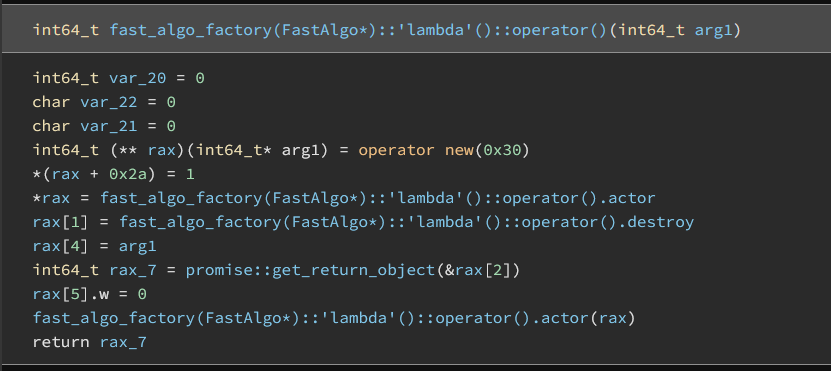 int64_t fast_algo_factory(FastAlgo*)::'lambda'()::operator()(int64_t arg1)
int64_t var_20 = 0
char var_22 = 0
char var_21 = 0
int64_t (** rax)(int64_t* arg1) = operator new(0x30)
*(rax + 0x2a) = 1
*rax = fast_algo_factory(FastAlgo*)::'lambda'()::operator().actor
rax[1] = fast_algo_factory(FastAlgo*)::'lambda'()::operator().destroy
rax[4] = arg1
int64_t rax_7 = promise::get_return_object(&rax[2])
rax[5].w = 0
fast_algo_factory(FastAlgo*)::'lambda'()::operator().actor(rax)
return rax_7